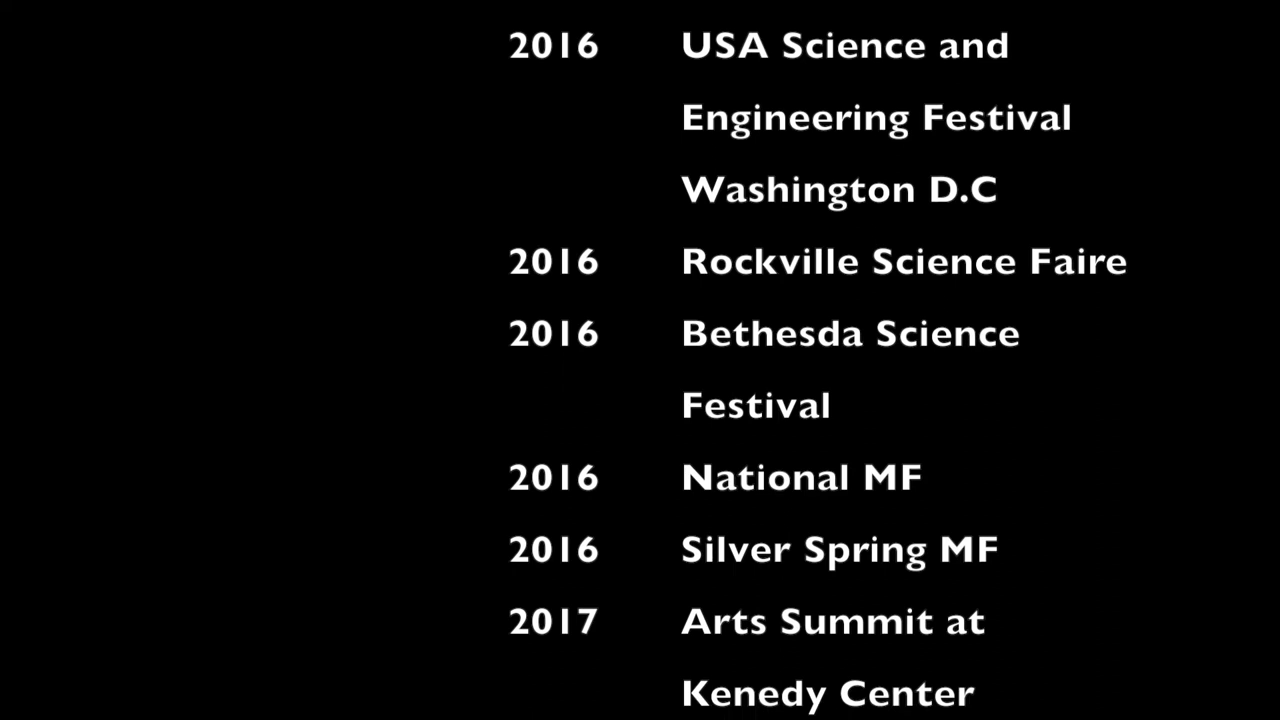 2016 USA Science and
Engineering Festival
Washington D.C
2016 Rockville Science Faire
2016 Bethesda Science
Festival
2016 National MF
2016 Silver Spring MF
2017 Arts Summit at
Kenedy Center